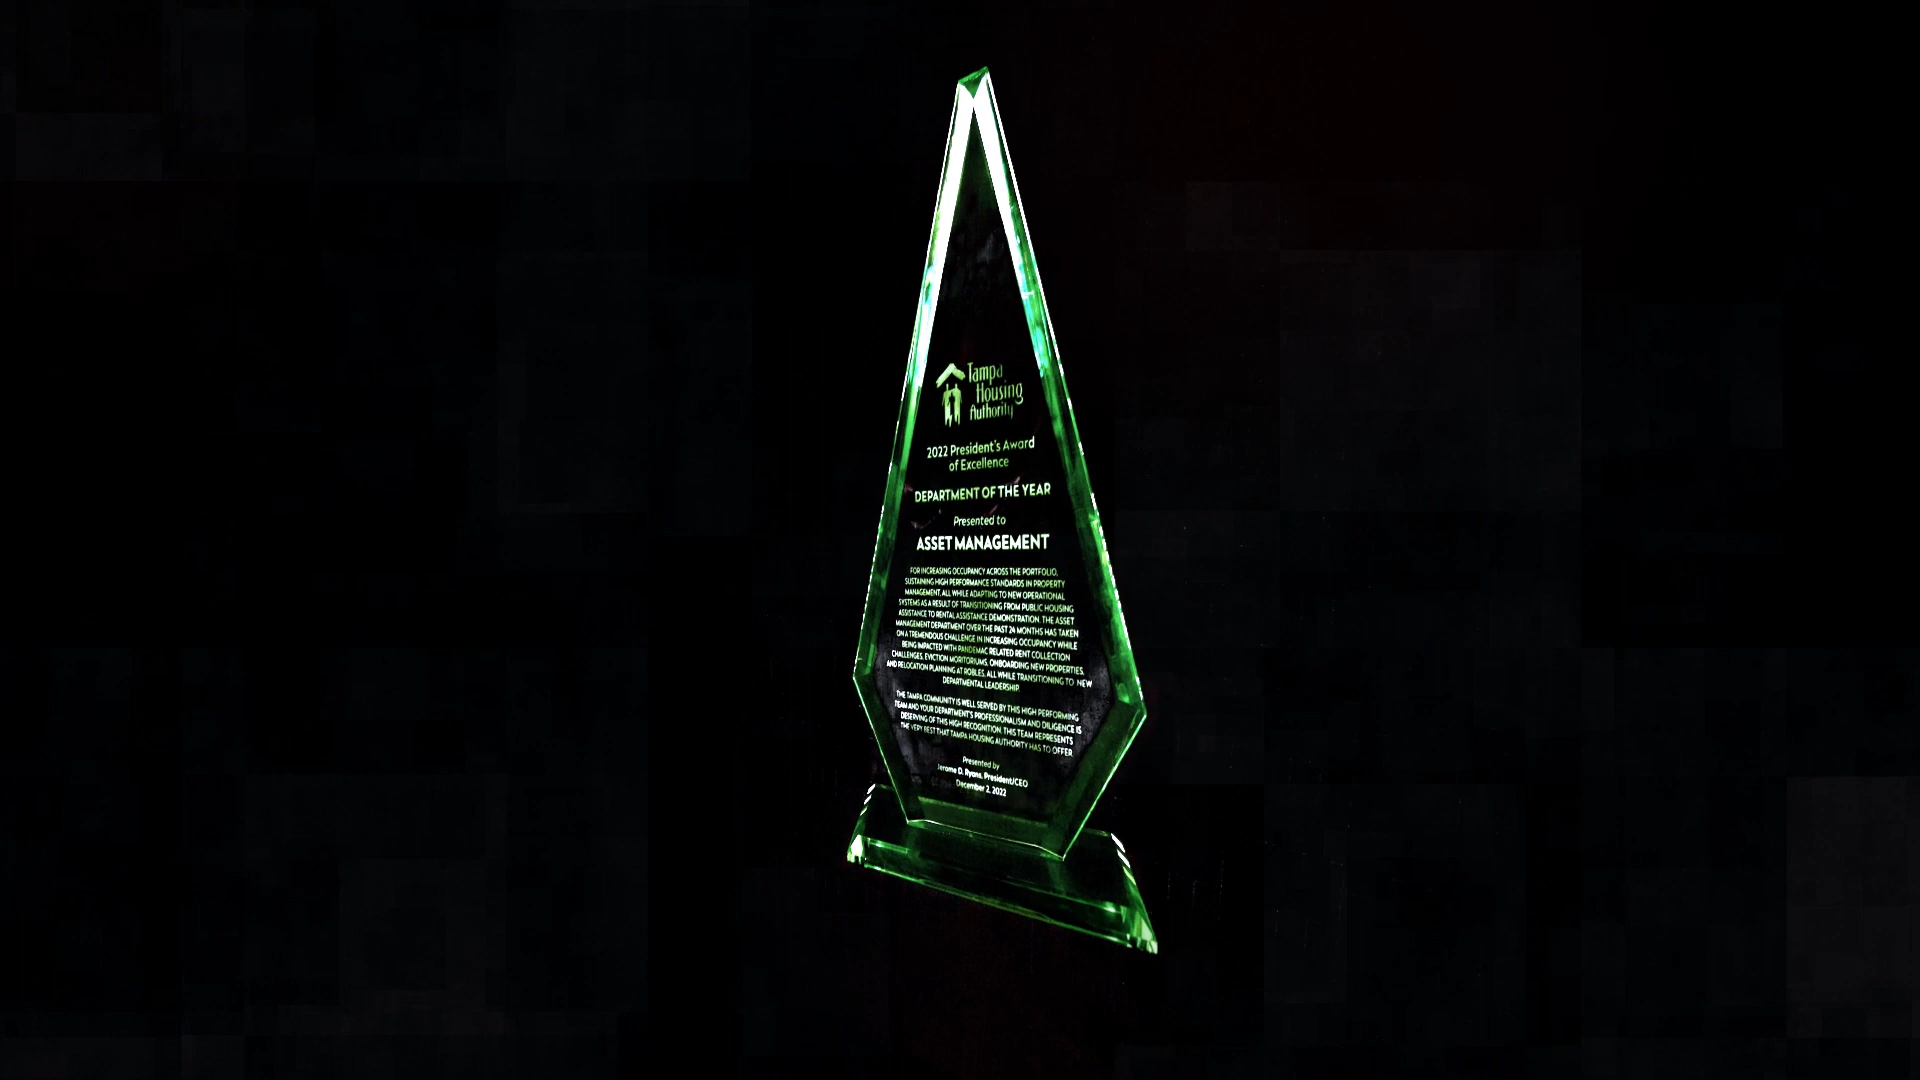 Tampa
Housing
Authority
2022 President's Award
of Excellence
DEPARTMENT OF THE YEAR
Presented to
ASSET MANAGEMENT
FOR INCREASING OCCUPANCY ACROSS THE PORTFOLIO,
SUSTAINING HIGH PERFORMANCE STANDARDS IN PROPERTY
MANAGEMENT, ALL WHILE ADAPTING TO NEW OPERATIONAL
SYSTEMS AS A RESULT OF TRANSITIONING FROM PUBLIC HOUSING
ASSISTANCE TO RENTAL ASSISTANCE DEMONSTRATION. THE ASSET
MANAGEMENT DEPARTMENT OVER THE PAST 24 MONTHS HAS TAKEN
ON A TREMENDOUS CHALLENGE IN INCREASING OCCUPANCY WHILE
BEING IMPACTED WITH PANDEMAC RELATED RENT COLLECTION
CHALLENGES, EVICTION MORITORIUMS, ONBOARDING NEW PROPERTIES,
AND RELOCATION PLANNING AT ROBLES, ALL WHILE TRANSITIONING TO NEW
DEPARTMENTAL LEADERSHIP.
THE TAMPA COMMUNITY IS WELL SERVED BY THIS HIGH PERFORMING
TEAM AND YOUR DEPARTMENT'S PROFESSIONALISM AND DILIGENCE IS
DESERVING OF THIS HIGH RECOGNITION. THIS TEAM REPRESENTS
THE VERY BEST THAT TAMPA HOUSING AUTHORITY HAS TO OFFER.
Presented by
Jerome D. Ryans, President/CEO
December 2, 2022